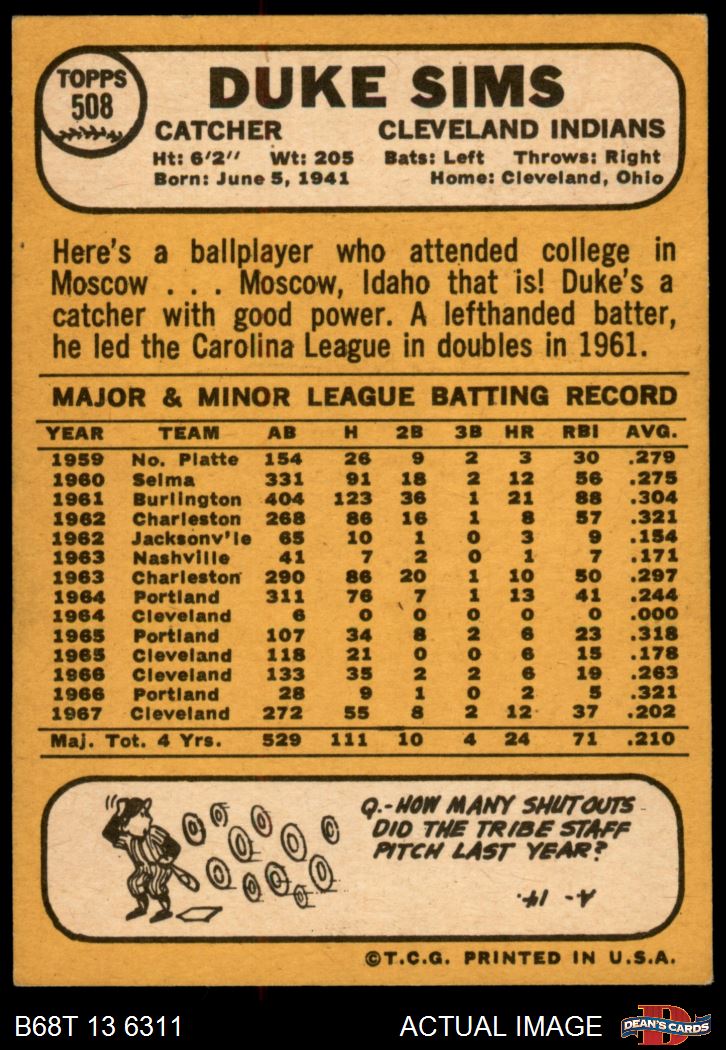 TOPPS
508
DUKE SIMS
CATCHER CLEVELAND INDIANS
Ht: 6'2" Wt: 205 Bats: Left Throws: Right
Born: June 5, 1941 Home: Cleveland, Ohio
Here's a ballplayer who attended college in
Moscow . . . Moscow, Idaho that is! Duke's a
catcher with good power. A lefthanded batter,
he led the Carolina League in doubles in 1961.
MAJOR & MINOR LEAGUE BATTING RECORD
YEAR TEAM AB H 2B 3B HR RBI AVG.
1959 No. Platte 154 26 9 2 3 30 .279
1960 Selma 331 91 18 2 12 56 .275
1961 Burlington 404 123 36 1 21 88 .304
1962 Charleston 268 86 16 1 8 57 .321
1962 Jacksonv'le 65 10 1 0 3 9 .154
1963 Nashville 41 7 2 0 1 7 .171
1963 Charleston 290 86 20 1 10 50 .297
1964 Portland 311 76 7 1 13 41 .244
1964 Cleveland 6 0 0 0 0 0 .000
1965 Portland 107 34 8 2 6 23 .318
1965 Cleveland 118 21 0 0 6 15 .178
1966 Cleveland 133 35 2 2 6 19 .263
1966 Portland 28 9 1 0 2 5 .321
1967 Cleveland 272 55 8 2 12 37 .202
Maj. Tot. 4 Yrs. 529 111 10 4 24 71 .210
Q.-HOW MANY SHUTOUTS
DID THE TRIBE STAFF
PITCH LAST YEAR?
A- 14.
©T.C.G. PRINTED IN U.S.A.
B68T 13 6311 ACTUAL IMAGE
D
DEAN'S CARDS